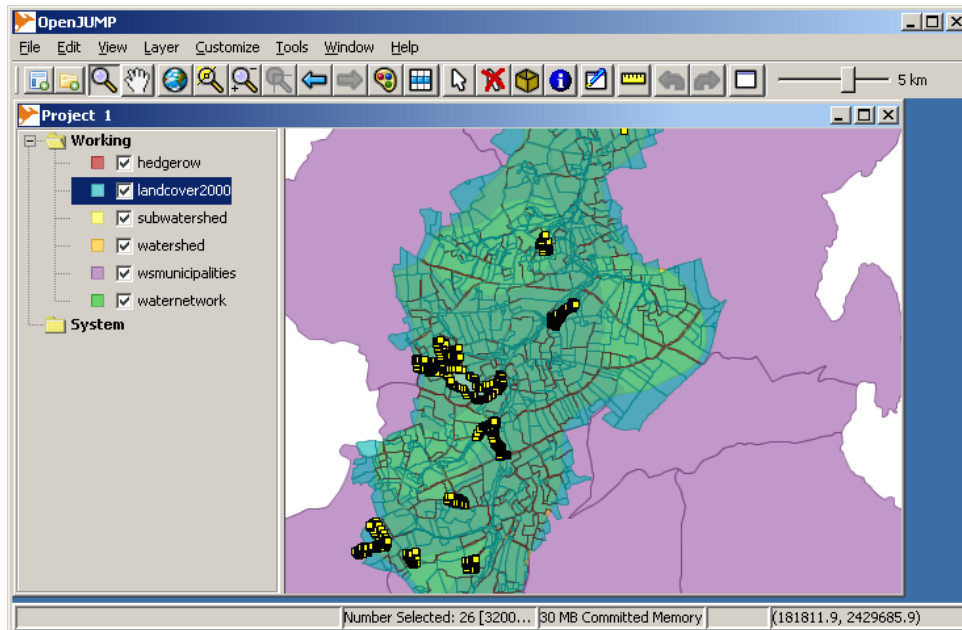 OpenJUMP
File Edit View Layer Customize Tools Window Help
5 km
Project 1
Working
hedgerow
landcover2000
subwatershed
watershed
wsmunicipalities
waternetwork
System
Number Selected: 26 [3200... 30 MB Committed Memory (181811.9, 2429685.9)